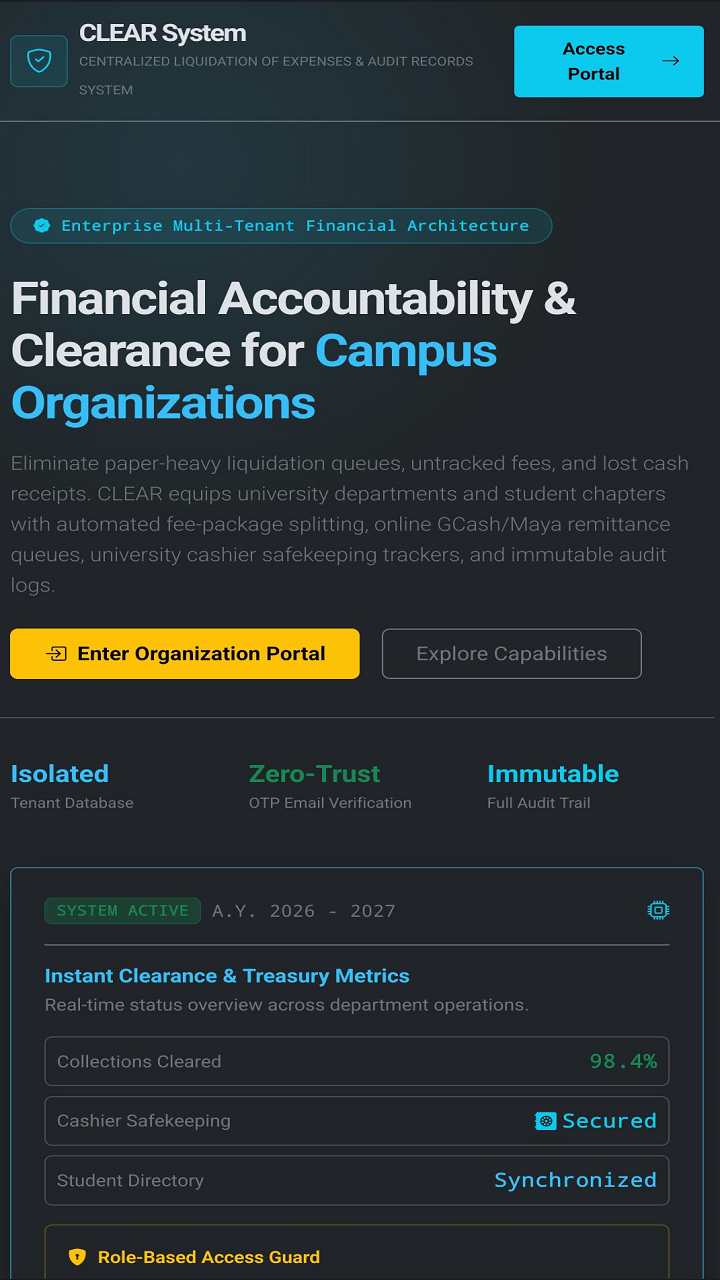 CLEAR System
CENTRALIZED LIQUIDATION OF EXPENSES & AUDIT RECORDS
SYSTEM
Access
Portal
Enterprise Multi-Tenant Financial Architecture
Financial Accountability &
Clearance for Campus
Organizations
Eliminate paper-heavy liquidation queues, untracked fees, and lost cash
receipts. CLEAR equips university departments and student chapters
with automated fee-package splitting, online GCash/Maya remittance
queues, university cashier safekeeping trackers, and immutable audit
logs.
Enter Organization Portal
Explore Capabilities
Isolated
Tenant Database
Zero-Trust
OTP Email Verification
Immutable
Full Audit Trail
SYSTEM ACTIVE A.Y. 2026 - 2027
Instant Clearance & Treasury Metrics
Real-time status overview across department operations.
Collections Cleared 98.4%
Cashier Safekeeping Secured
Student Directory Synchronized
Role-Based Access Guard